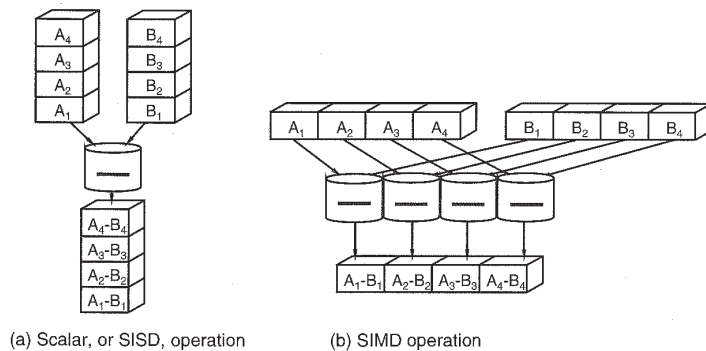 A₄ B₄
A₃ B₃
A₂ B₂
A₁ B₁
A₄-B₄
A₃-B₃
A₂-B₂
A₁-B₁
(a) Scalar, or SISD, operation
A₁ A₂ A₃ A₄ B₁ B₂ B₃ B₄
A₁-B₁ A₂-B₂ A₃-B₃ A₄-B₄
(b) SIMD operation